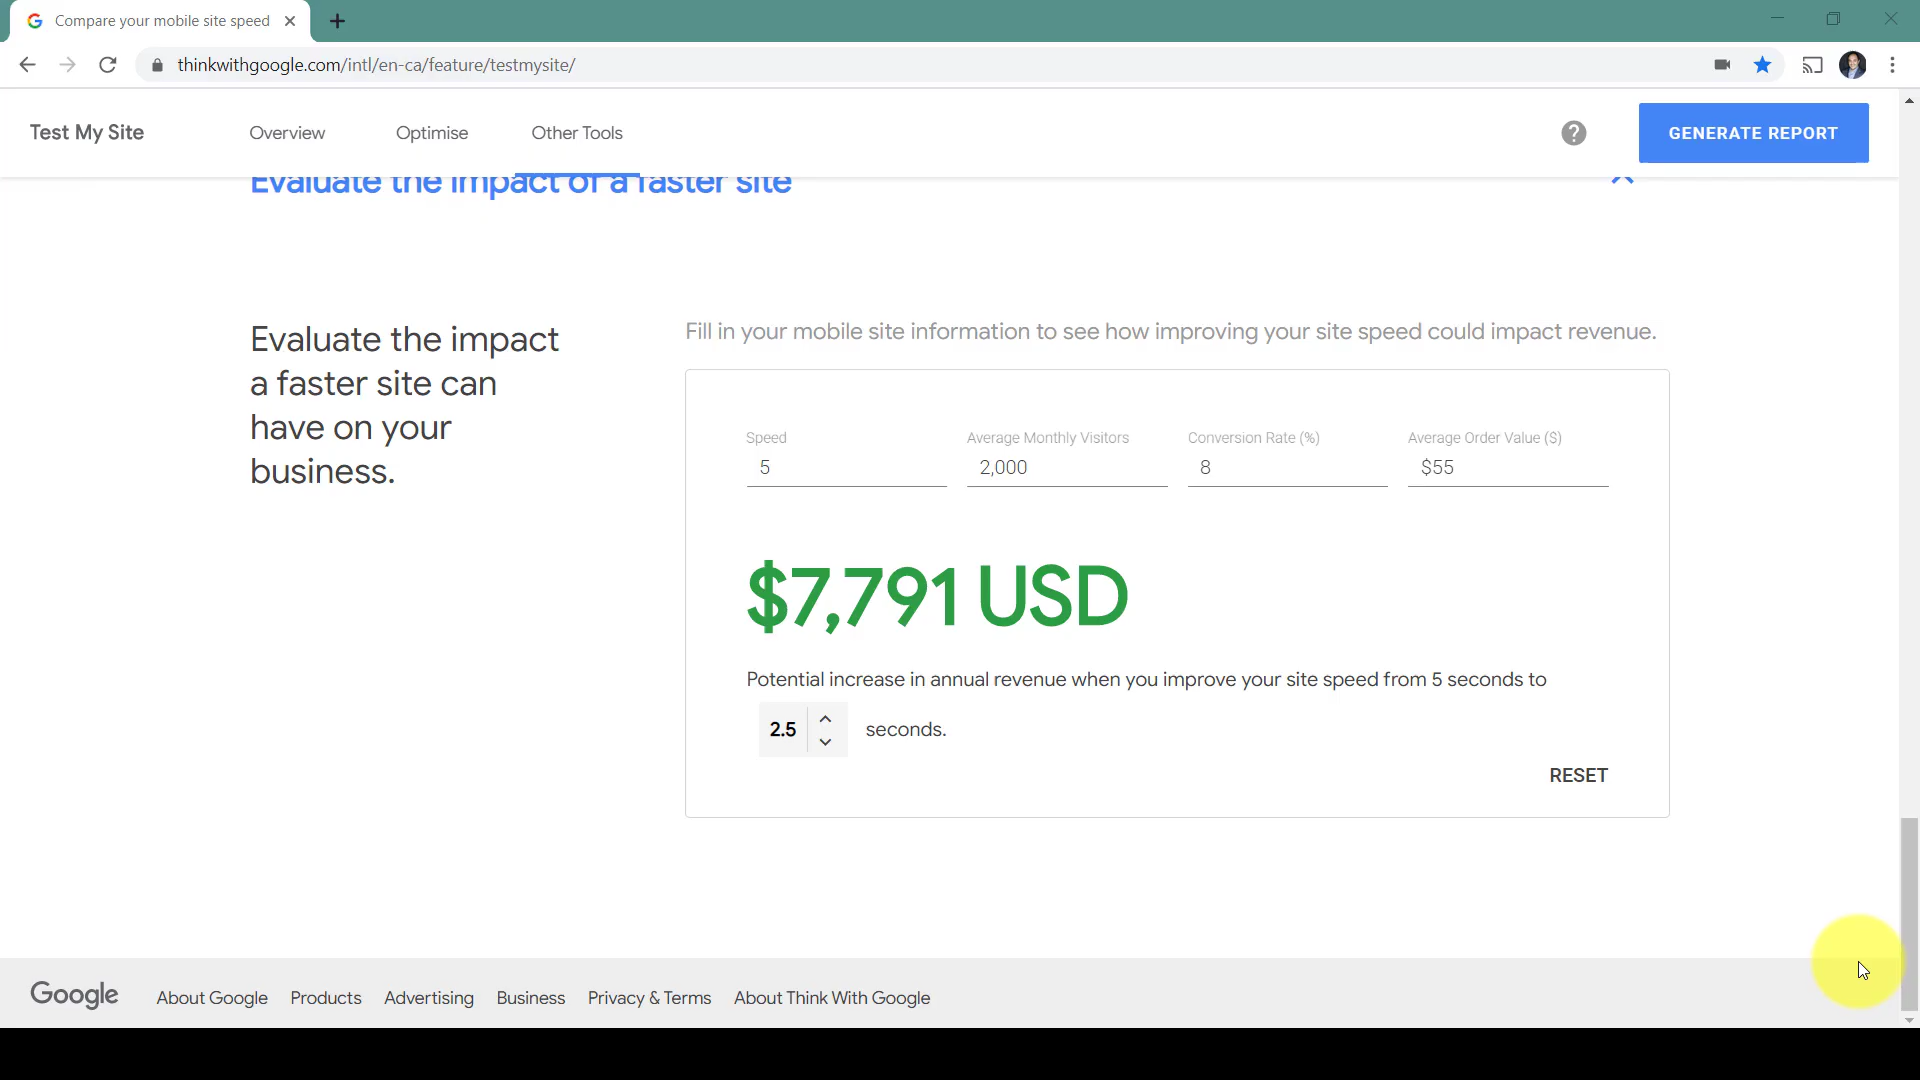 Compare your mobile site speed
thinkwithgoogle.com/intl/en-ca/feature/testmysite/
Test My Site Overview Optimise Other Tools ? GENERATE REPORT
Evaluate the impact of a faster site
Evaluate the impact
a faster site can
have on your
business.
Fill in your mobile site information to see how improving your site speed could impact revenue.
Speed Average Monthly Visitors Conversion Rate (%) Average Order Value ($)
5 2,000 8 $55
$7,791 USD
Potential increase in annual revenue when you improve your site speed from 5 seconds to
2.5 seconds.
RESET
Google About Google Products Advertising Business Privacy & Terms About Think With Google